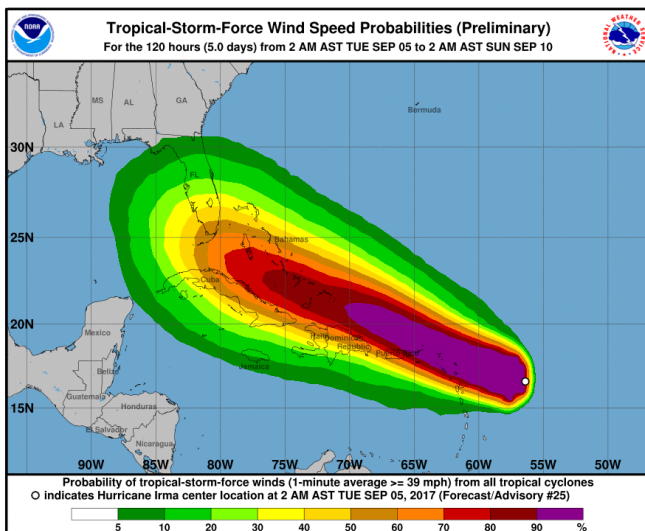 Tropical-Storm-Force Wind Speed Probabilities (Preliminary)
For the 120 hours (5.0 days) from 2 AM AST TUE SEP 05 to 2 AM AST SUN SEP 10
NOAA
NATIONAL WEATHER SERVICE
MS
AL
GA
LA
Bermuda
30N
FL
25N
Bahamas
Cuba
20N
Mexico
Haiti
Dominican
Republic
Puerto Rico
Jamaica
Belize
Guatemala
Honduras
15N
El Salvador
Nicaragua
90W 85W 80W 75W 70W 65W 60W 55W 50W
Probability of tropical-storm-force winds (1-minute average >= 39 mph) from all tropical cyclones
indicates Hurricane Irma center location at 2 AM AST TUE SEP 05, 2017 (Forecast/Advisory #25)
5 10 20 30 40 50 60 70 80 90 %